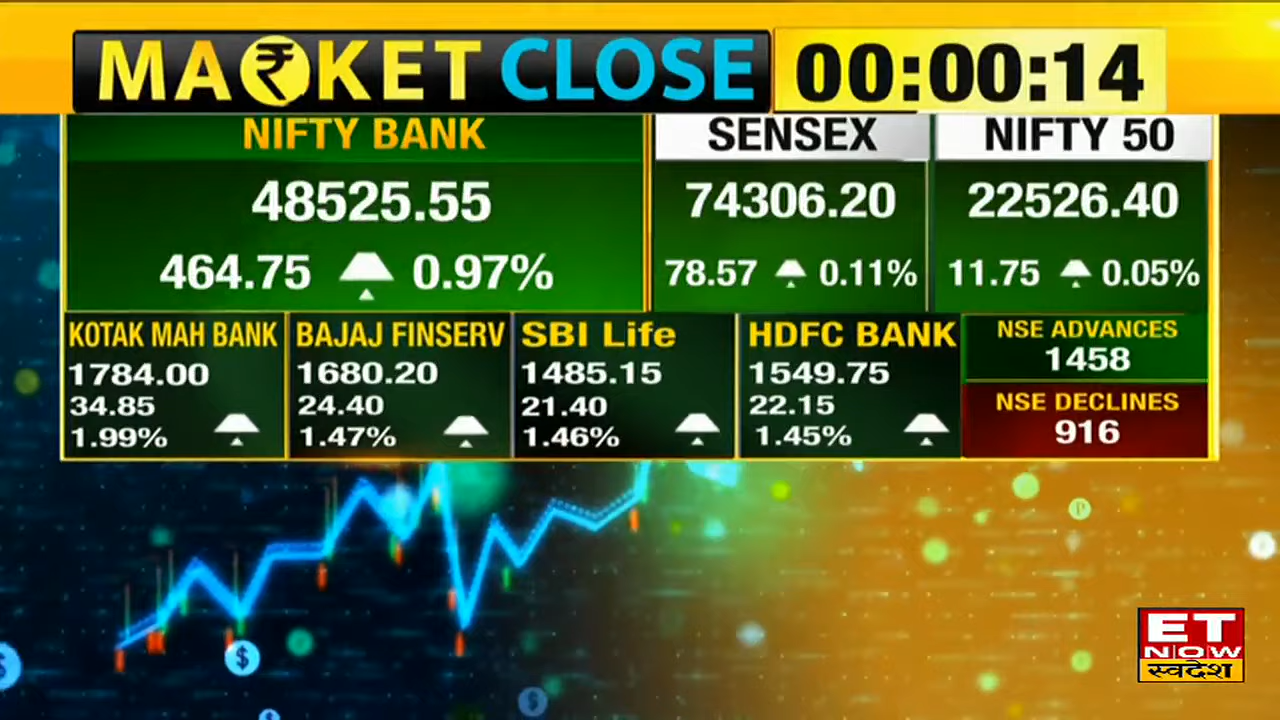 MA₹KET CLOSE
00:00:14
NIFTY BANK
48525.55
464.75 0.97%
SENSEX
74306.20
78.57 0.11%
NIFTY 50
22526.40
11.75 0.05%
KOTAK MAH BANK
1784.00
34.85
1.99%
BAJAJ FINSERV
1680.20
24.40
1.47%
SBI Life
1485.15
21.40
1.46%
HDFC BANK
1549.75
22.15
1.45%
NSE ADVANCES
1458
NSE DECLINES
916
$
$
$
$
ET
NOW
स्वदेश